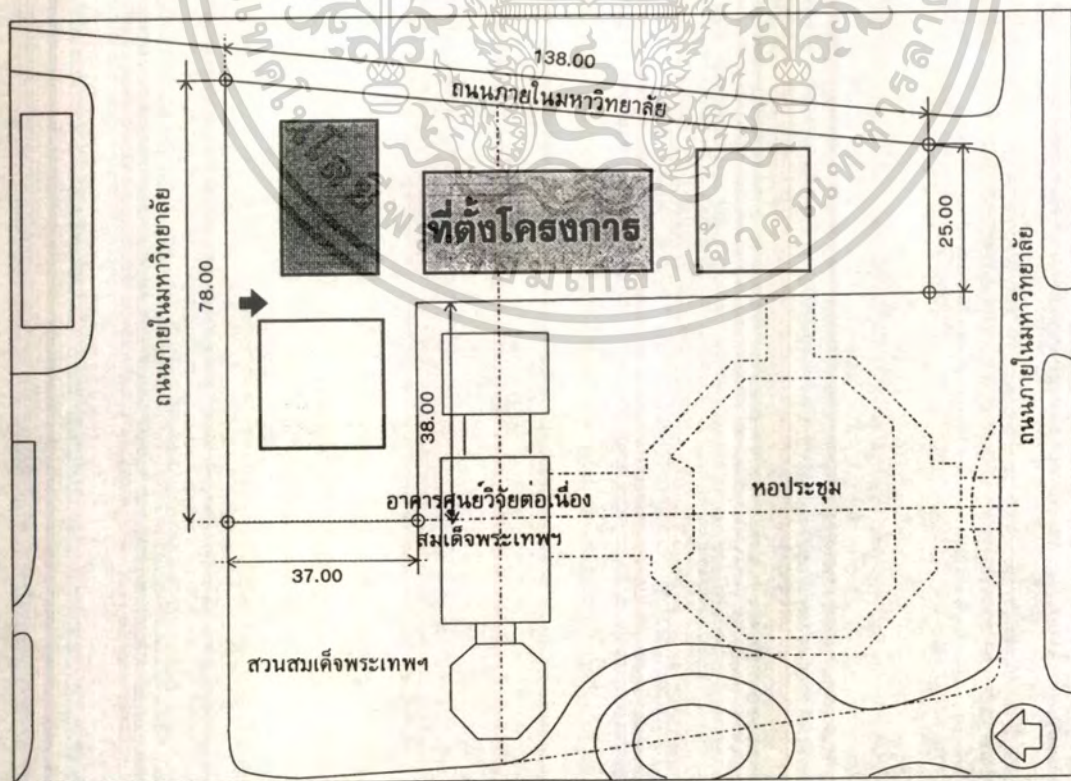 138.00
ถนนภายในมหาวิทยาลัย
ถนนภายในมหาวิทยาลัย
78.00
ที่ตั้งโครงการ
25.00
ถนนภายในมหาวิทยาลัย
38.00
อาคารศูนย์วิจัยต่อเนื่อง
สมเด็จพระเทพฯ
หอประชุม
37.00
สวนสมเด็จพระเทพฯ